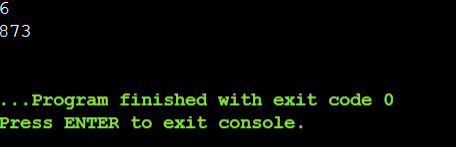 6
873
...Program finished with exit code 0
Press ENTER to exit console.